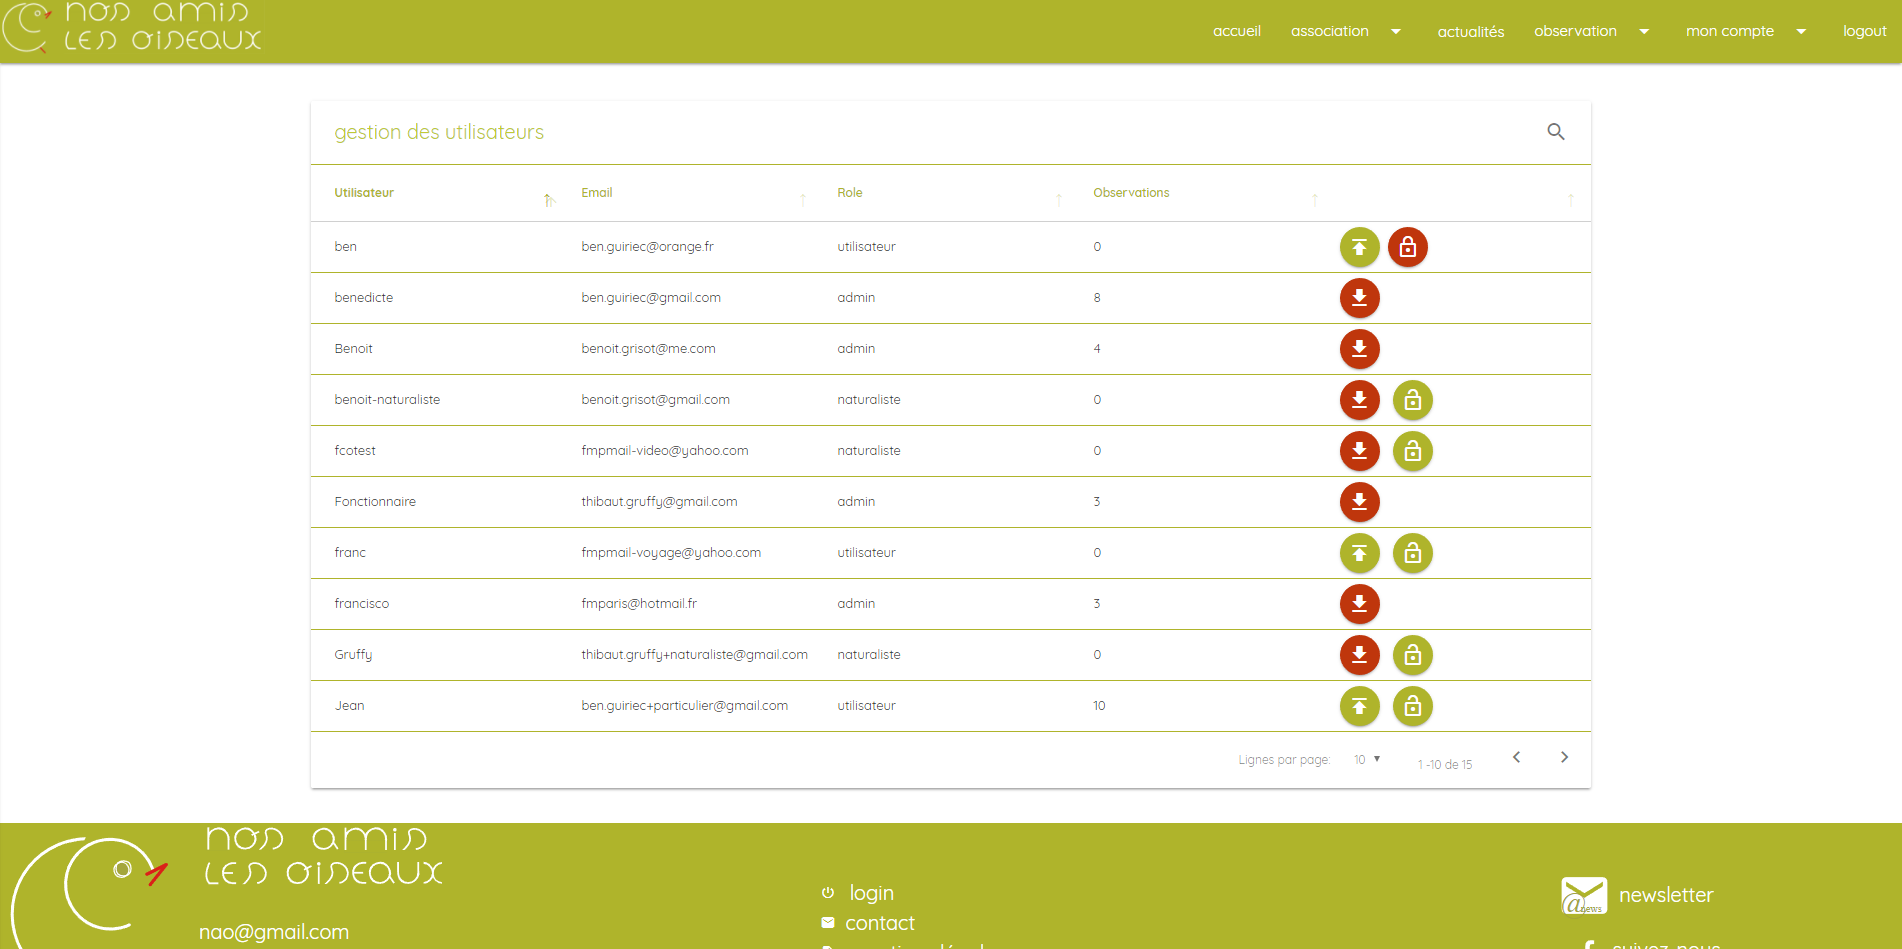 nos amis
les oiseaux
accueil association actualités observation mon compte logout
gestion des utilisateurs
Utilisateur Email Role Observations
ben ben.guiriec@orange.fr utilisateur 0
benedicte ben.guiriec@gmail.com admin 8
Benoit benoit.grisot@me.com admin 4
benoit-naturaliste benoit.grisot@gmail.com naturaliste 0
fcotest fmpmail-video@yahoo.com naturaliste 0
Fonctionnaire thibaut.gruffy@gmail.com admin 3
franc fmpmail-voyage@yahoo.com utilisateur 0
francisco fmparis@hotmail.fr admin 3
Gruffy thibaut.gruffy+naturaliste@gmail.com naturaliste 0
Jean ben.guiriec+particulier@gmail.com utilisateur 10
Lignes par page: 10 1 -10 de 15
nos amis
les oiseaux
nao@gmail.com
login
contact
@news newsletter
suivez-nous